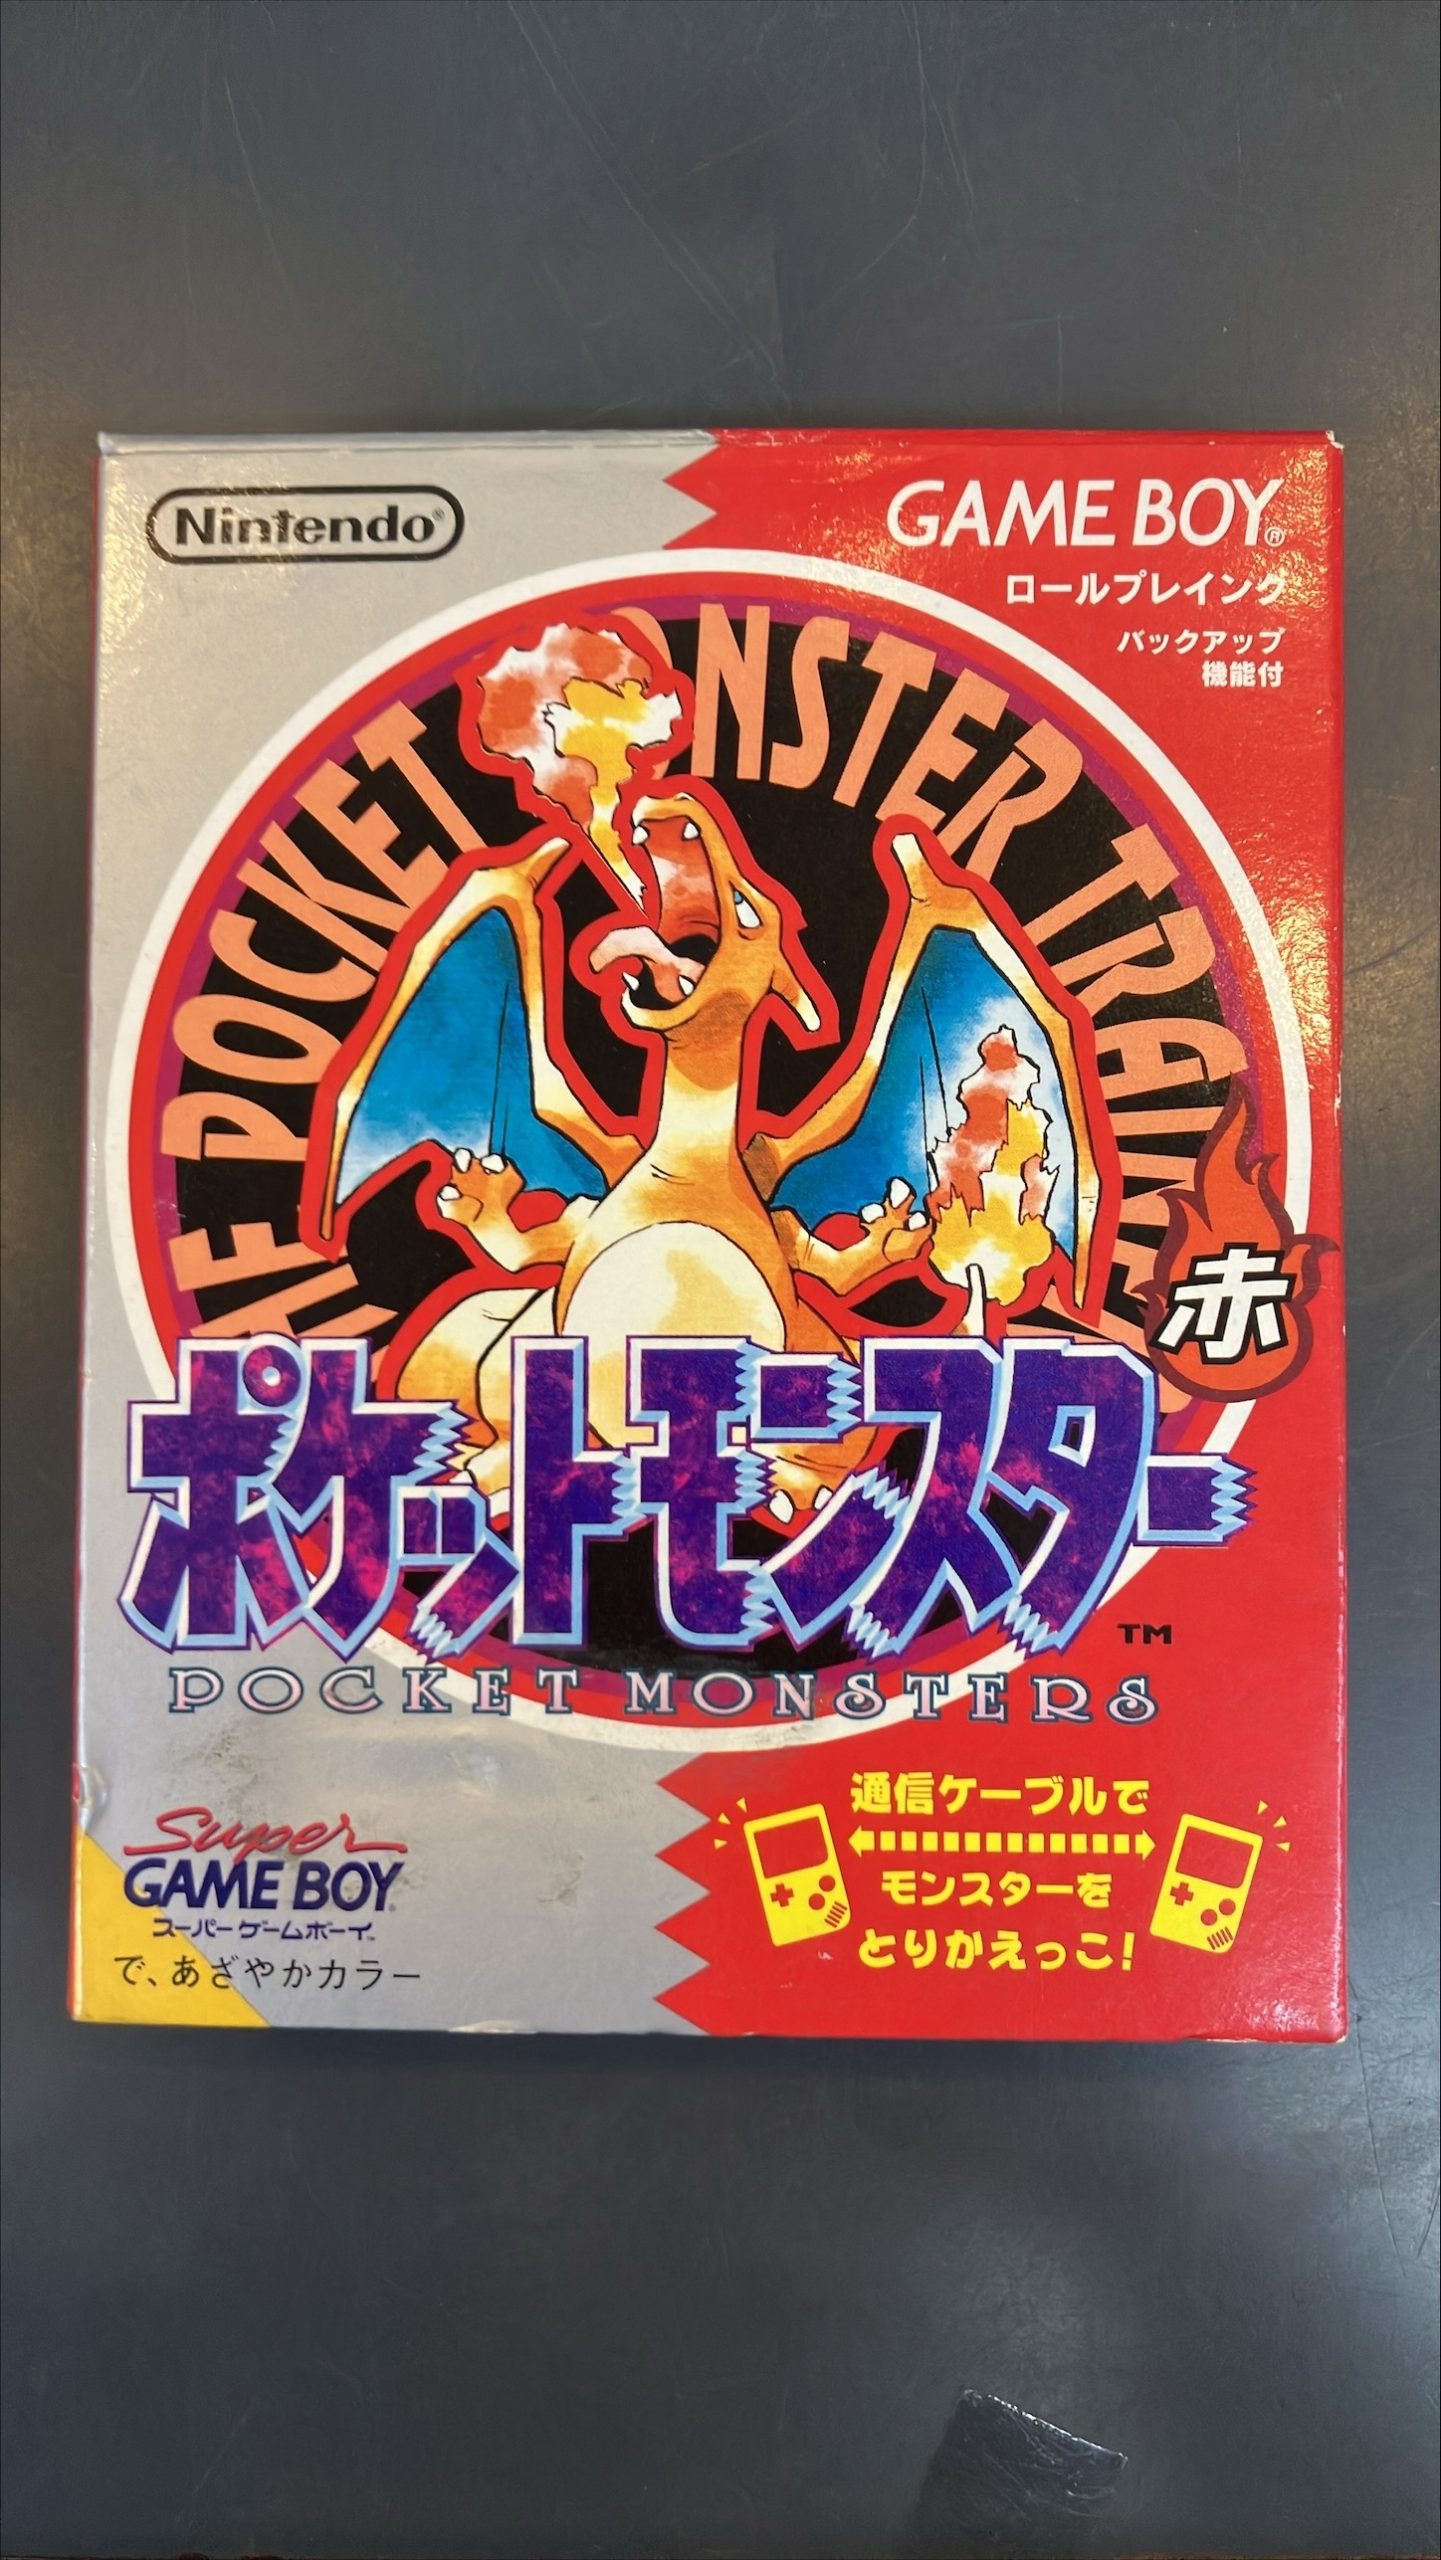 Nintendo®
GAME BOY®
ロールプレイング
バックアップ
機能付
POCKET MONSTER
赤
ポケットモンスター
TM
POCKET MONSTERS
Super
GAME BOY
スーパーゲームボーイ
で、あざやかカラー
通信ケーブルで
モンスターを
とりかえっこ!